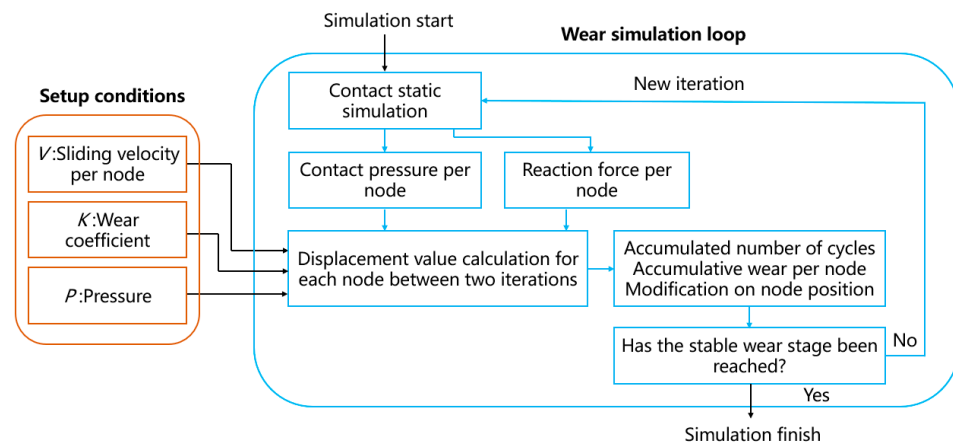 Simulation start
Wear simulation loop
Setup conditions
V:Sliding velocity
per node
K:Wear
coefficient
P:Pressure
Contact static
simulation
New iteration
Contact pressure per
node
Reaction force per
node
Displacement value calculation for
each node between two iterations
Accumulated number of cycles
Accumulative wear per node
Modification on node position
Has the stable wear stage been
reached?
No
Yes
Simulation finish